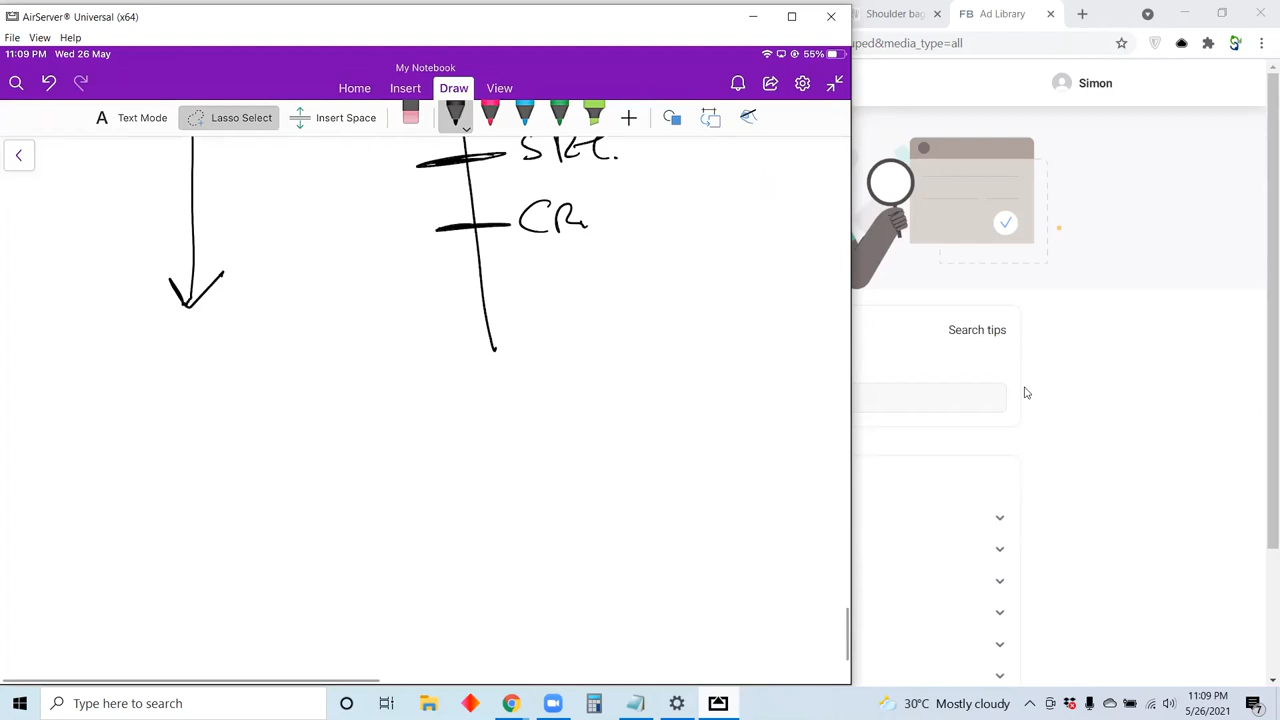 AirServer® Universal (x64)
Shoulder bag
FB Ad Library
File View Help
uped&media_type=all
11:09 PM Wed 26 May
55%
My Notebook
Simon
Home Insert Draw View
A Text Mode
Lasso Select
Insert Space
CR.
Search tips
Type here to search
30°C Mostly cloudy
11:09 PM
5/26/2021
7